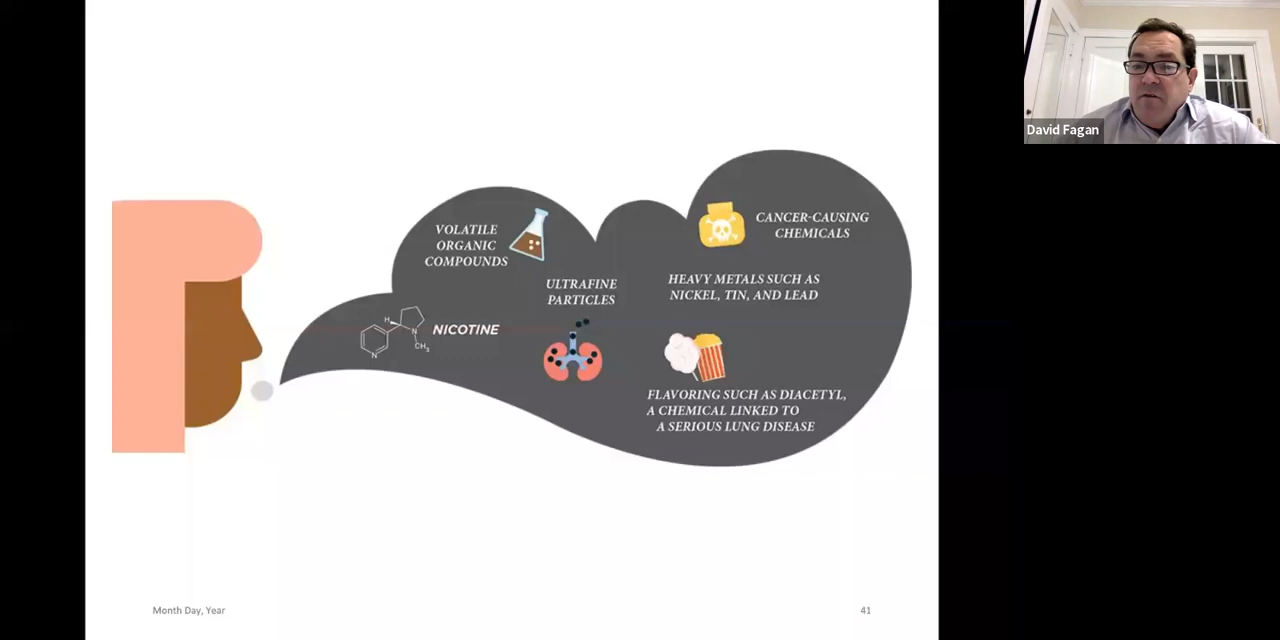 VOLATILE
ORGANIC
COMPOUNDS
ULTRAFINE
PARTICLES
H
N
N
CH3
NICOTINE
CANCER-CAUSING
CHEMICALS
HEAVY METALS SUCH AS
NICKEL, TIN, AND LEAD
FLAVORING SUCH AS DIACETYL,
A CHEMICAL LINKED TO
A SERIOUS LUNG DISEASE
Month Day, Year
41
David Fagan